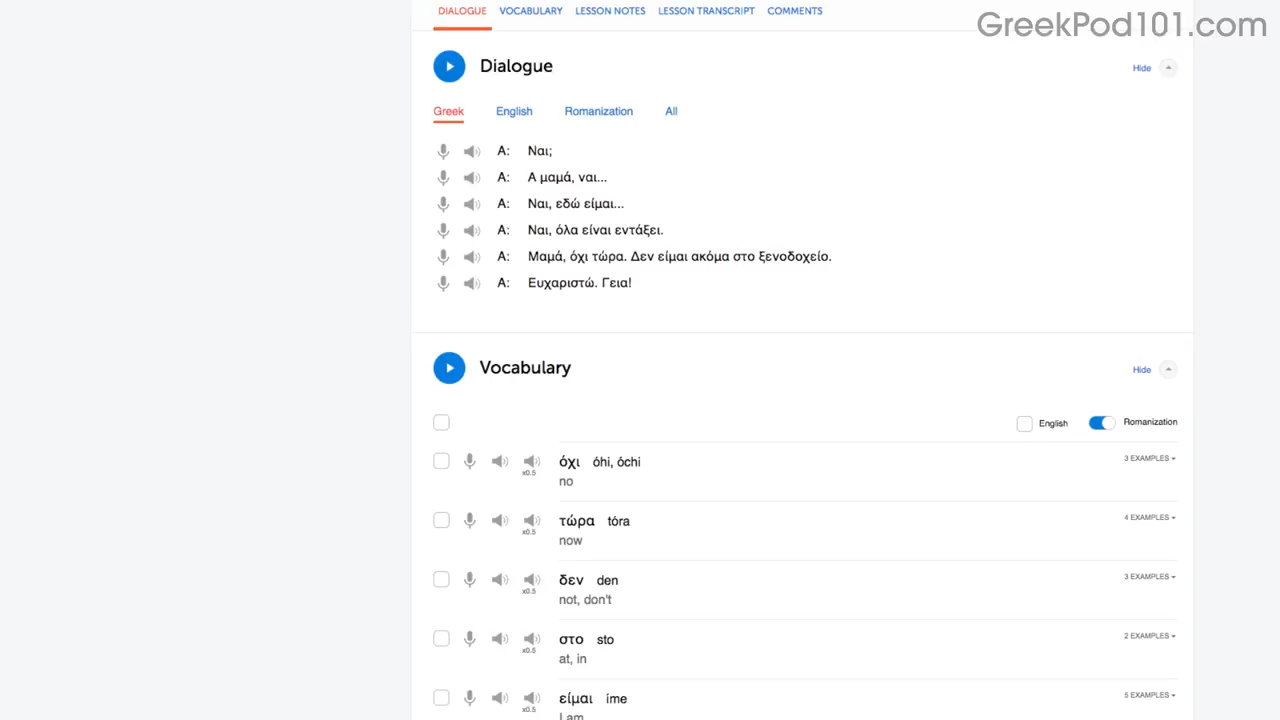 DIALOGUE VOCABULARY LESSON NOTES LESSON TRANSCRIPT COMMENTS
GreekPod101.com
Dialogue
Hide
Greek English Romanization All
A: Ναι;
A: Α μαμά, ναι...
A: Ναι, εδώ είμαι...
A: Ναι, όλα είναι εντάξει.
A: Μαμά, όχι τώρα. Δεν είμαι ακόμα στο ξενοδοχείο.
A: Ευχαριστώ. Γεια!
Vocabulary
Hide
English Romanization
όχι óhi, óchi
3 EXAMPLES
x0.5
no
τώρα tóra
4 EXAMPLES
x0.5
now
δεν den
3 EXAMPLES
x0.5
not, don't
στο sto
2 EXAMPLES
x0.5
at, in
είμαι íme
5 EXAMPLES
x0.5
I am